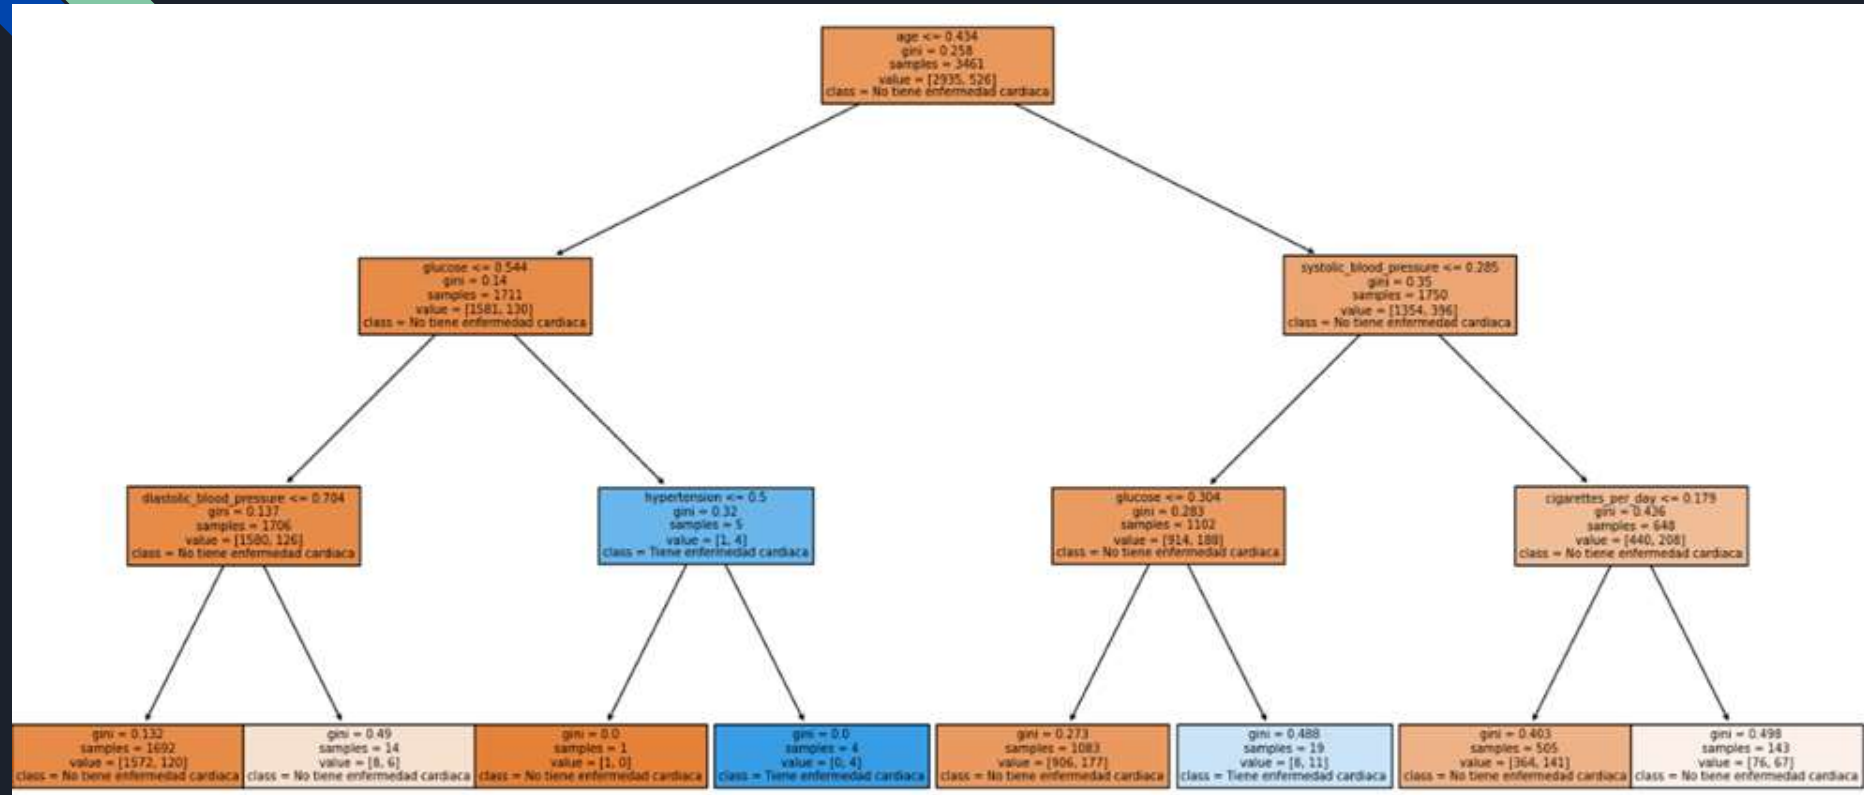 age <= 0.434
gini = 0.258
samples = 3461
value = [2935, 526]
class = No tiene enfermedad cardiaca
glucose <= 0.544
gini = 0.14
samples = 1711
value = [1581, 130]
class = No tiene enfermedad cardiaca
systolic_blood_pressure <= 0.285
gini = 0.35
samples = 1750
value = [1354, 396]
class = No tiene enfermedad cardiaca
diastolic_blood_pressure <= 0.704
gini = 0.137
samples = 1706
value = [1580, 126]
class = No tiene enfermedad cardiaca
hypertension <= 0.5
gini = 0.32
samples = 5
value = [1, 4]
class = Tiene enfermedad cardiaca
glucose <= 0.304
gini = 0.283
samples = 1102
value = [914, 188]
class = No tiene enfermedad cardiaca
cigarettes_per_day <= 0.179
gini = 0.436
samples = 648
value = [440, 208]
class = No tiene enfermedad cardiaca
gini = 0.132
samples = 1692
value = [1572, 120]
class = No tiene enfermedad cardiaca
gini = 0.49
samples = 14
value = [8, 6]
class = No tiene enfermedad cardiaca
gini = 0.0
samples = 1
value = [1, 0]
class = No tiene enfermedad cardiaca
gini = 0.0
samples = 4
value = [0, 4]
class = Tiene enfermedad cardiaca
gini = 0.273
samples = 1083
value = [906, 177]
class = No tiene enfermedad cardiaca
gini = 0.488
samples = 19
value = [8, 11]
class = Tiene enfermedad cardiaca
gini = 0.403
samples = 505
value = [364, 141]
class = No tiene enfermedad cardiaca
gini = 0.498
samples = 143
value = [76, 67]
class = No tiene enfermedad cardiaca